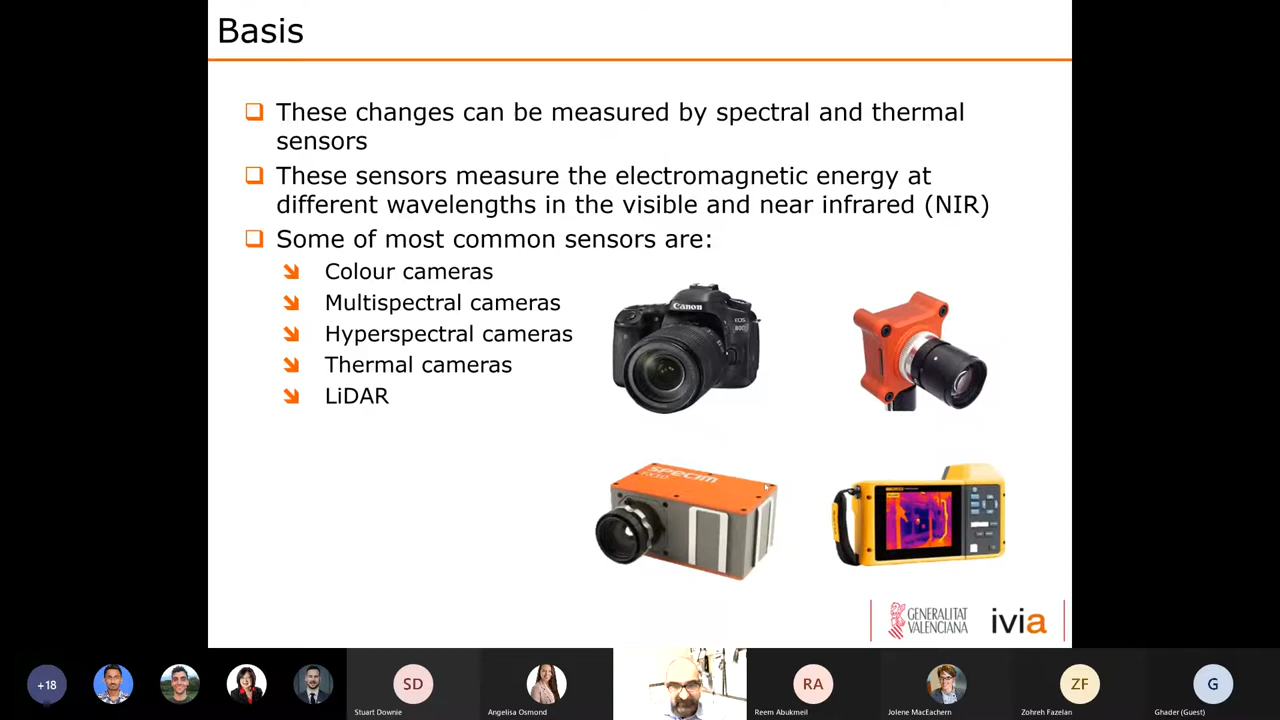 Basis
These changes can be measured by spectral and thermal
sensors
These sensors measure the electromagnetic energy at
different wavelengths in the visible and near infrared (NIR)
Some of most common sensors are:
Colour cameras
Multispectral cameras
Hyperspectral cameras
Thermal cameras
LiDAR
Canon
EOS
80D
SPECIM
GENERALITAT
VALENCIANA
ivia
+18
SD
RA
ZF
G
Stuart Downie
Angelisa Osmond
Reem Abukmeil
Jolene MacEachern
Zohreh Fazelan
Ghader (Guest)